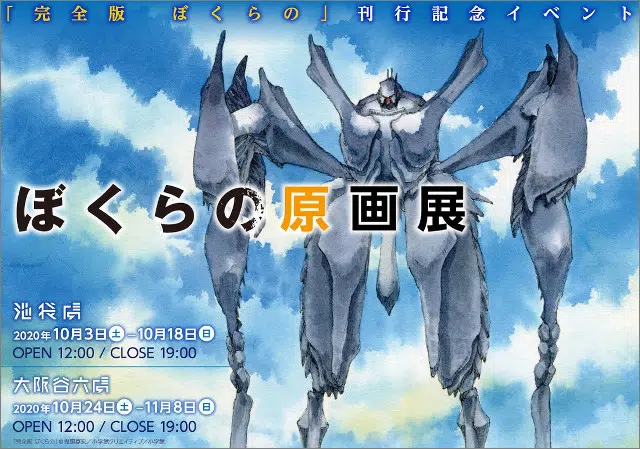 「完全版 ぼくらの」刊行記念イベント
ぼくらの原画展
池袋虜
2020年 10月3日土−10月18日日
OPEN 12:00 / CLOSE 19:00
大阪谷六虜
2020年 10月24日土−11月8日日
OPEN 12:00 / CLOSE 19:00